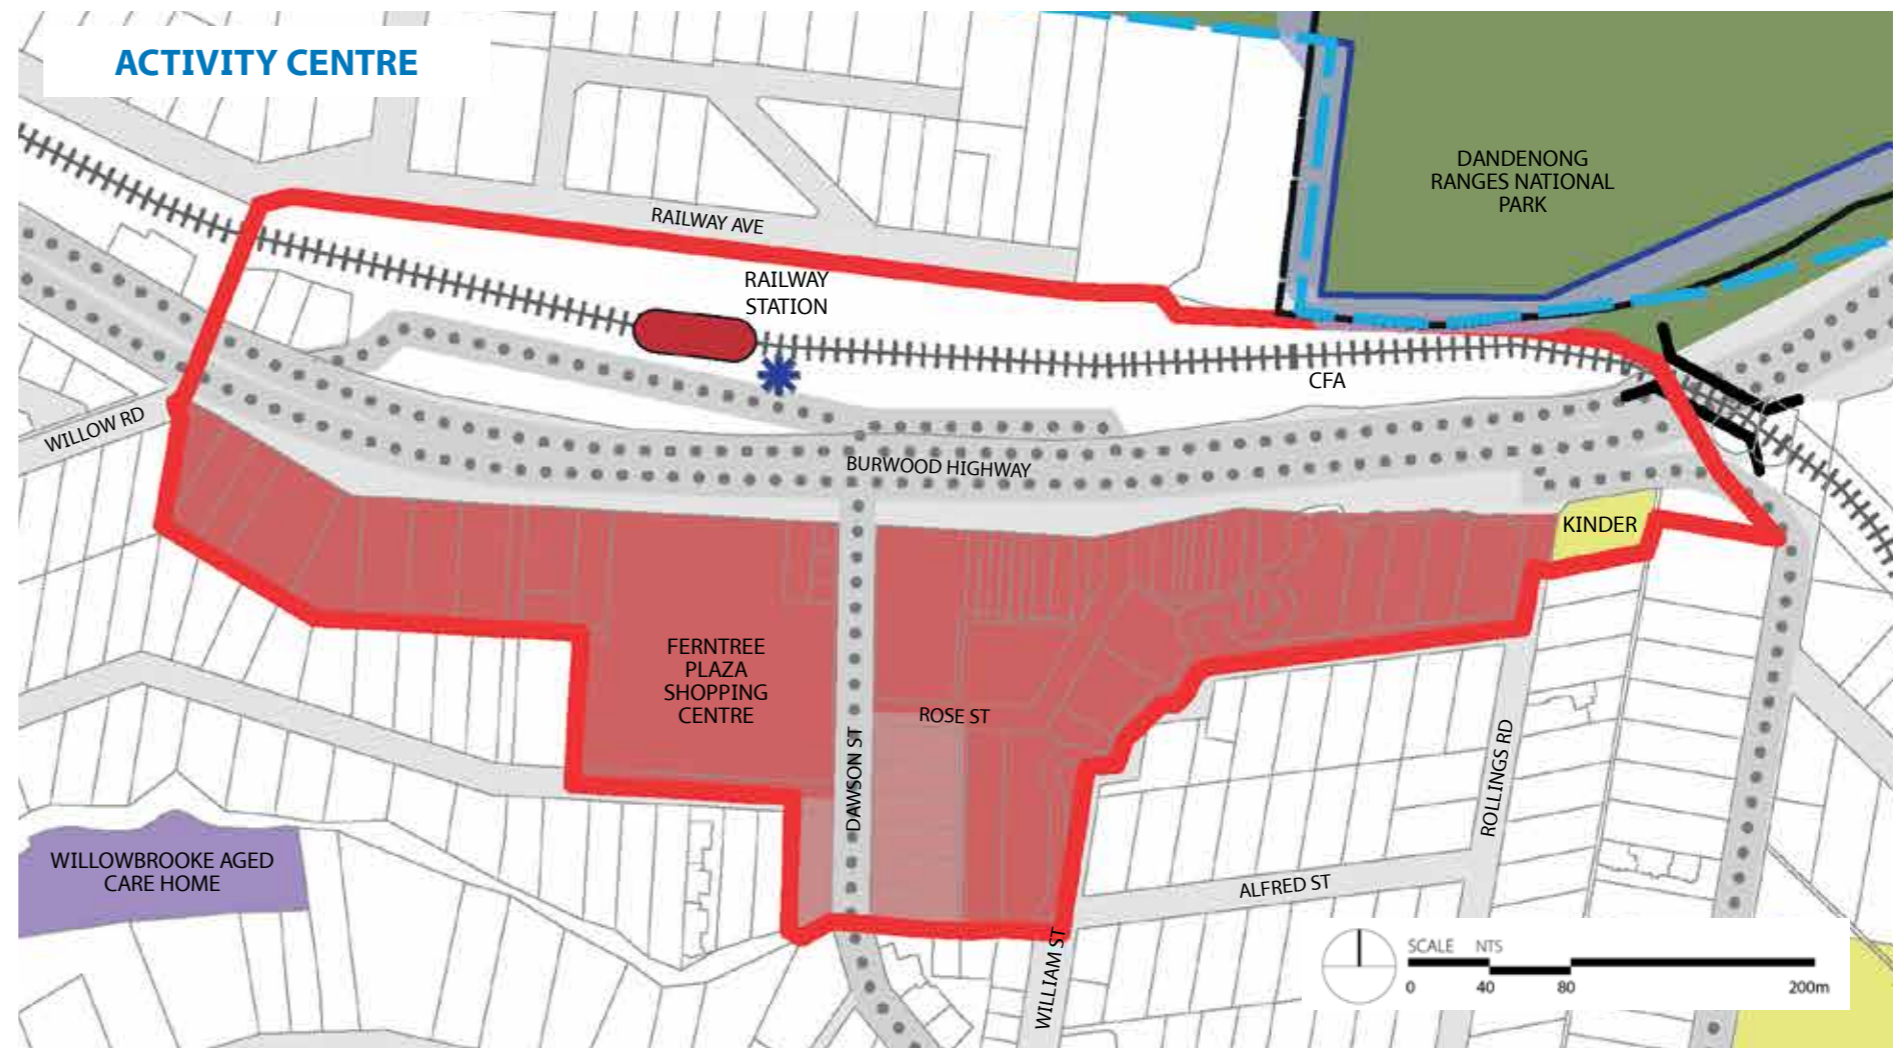 ACTIVITY CENTRE
DANDENONG
RANGES NATIONAL
PARK
RAILWAY AVE
RAILWAY
STATION
CFA
WILLOW RD
BURWOOD HIGHWAY
KINDER
FERNTREE
PLAZA
SHOPPING
CENTRE
ROSE ST
DAWSON ST
ROLLINGS RD
WILLOWBROOKE AGED
CARE HOME
ALFRED ST
WILLIAM ST
SCALE NTS
0 40 80 200m